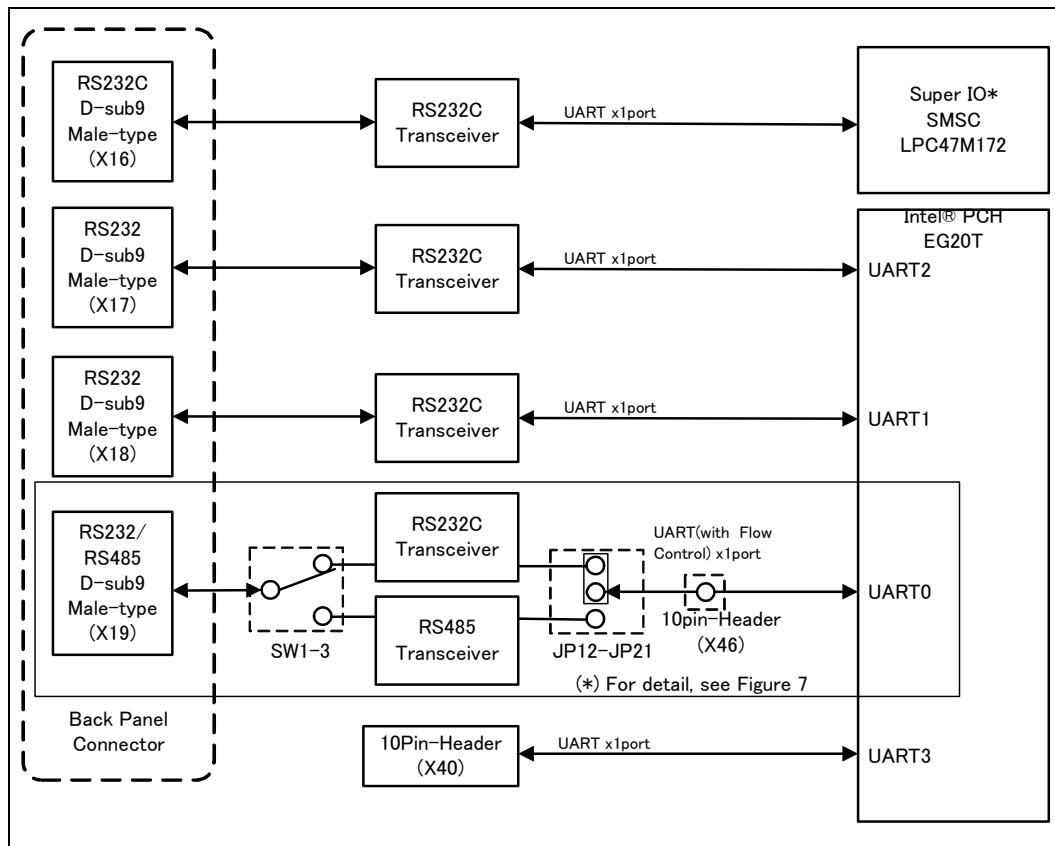 RS232C
D-sub9
Male-type
(X16)
RS232C
Transceiver
UART x1port
Super IO*
SMSC
LPC47M172
Intel® PCH
EG20T
RS232
D-sub9
Male-type
(X17)
RS232C
Transceiver
UART x1port
UART2
RS232
D-sub9
Male-type
(X18)
RS232C
Transceiver
UART x1port
UART1
RS232/
RS485
D-sub9
Male-type
(X19)
SW1-3
RS232C
Transceiver
RS485
Transceiver
JP12-JP21
UART(with Flow
Control) x1port
10pin-Header
(X46)
UART0
(*) For detail, see Figure 7
Back Panel
Connector
10Pin-Header
(X40)
UART x1port
UART3